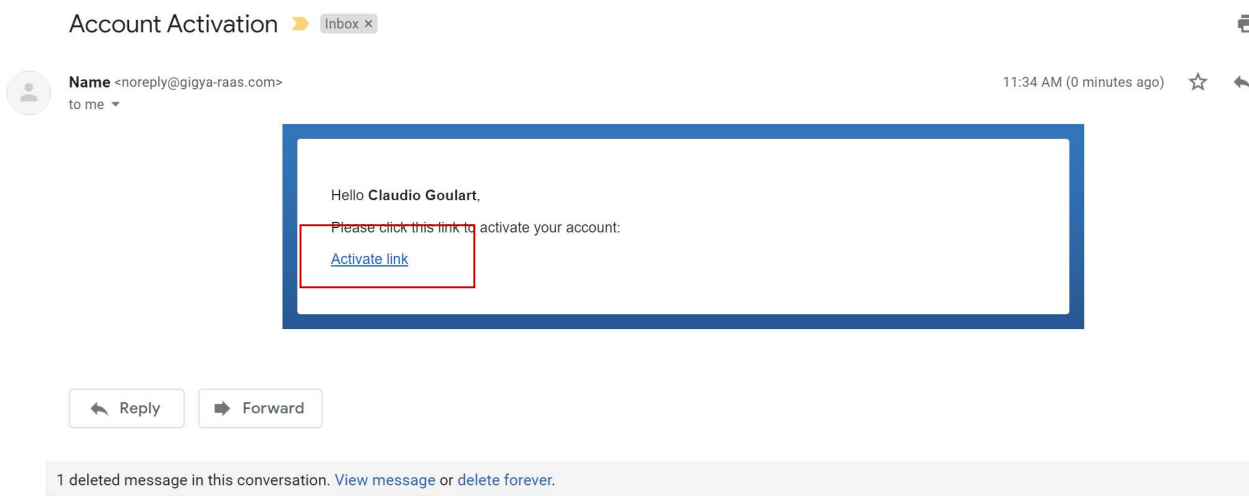 Account Activation Inbox ×
Name <noreply@gigya-raas.com> 11:34 AM (0 minutes ago)
to me
Hello Claudio Goulart,
Please click this link to activate your account:
Activate link
Reply Forward
1 deleted message in this conversation. View message or delete forever.